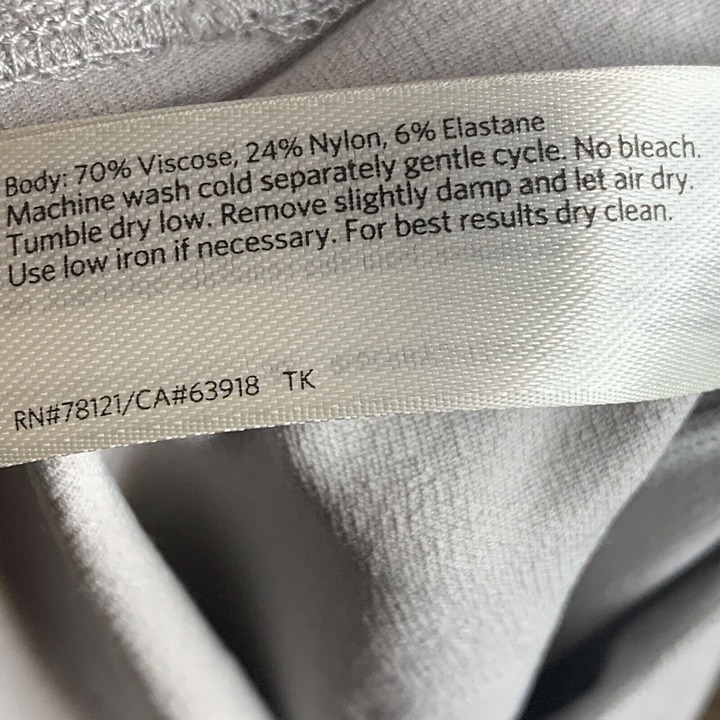 Body: 70% Viscose, 24% Nylon, 6% Elastane
Machine wash cold separately gentle cycle. No bleach.
Tumble dry low. Remove slightly damp and let air dry.
Use low iron if necessary. For best results dry clean.
RN#78121/CA#63918 TK